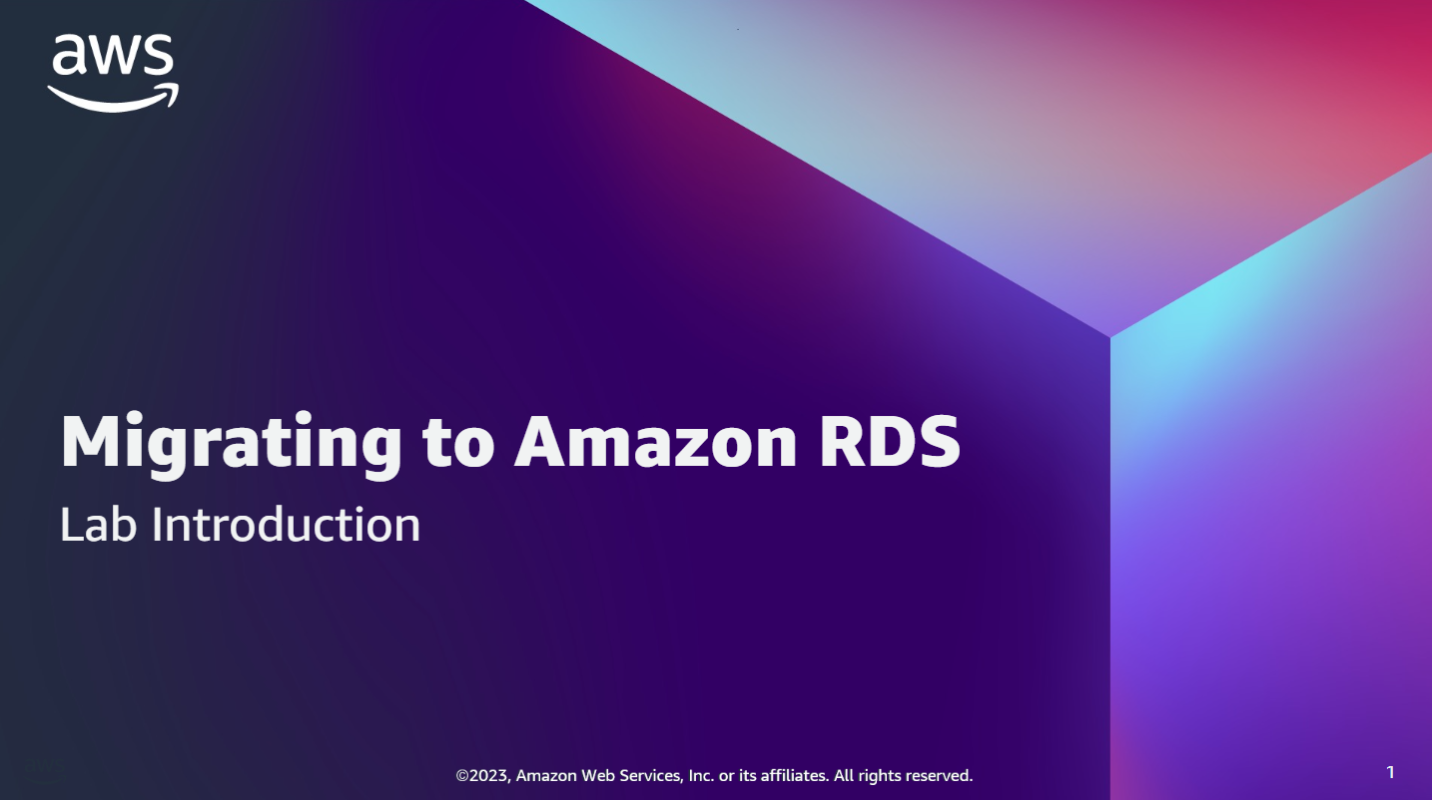 aws
Migrating to Amazon RDS
Lab Introduction
©2023, Amazon Web Services, Inc. or its affiliates. All rights reserved.
1